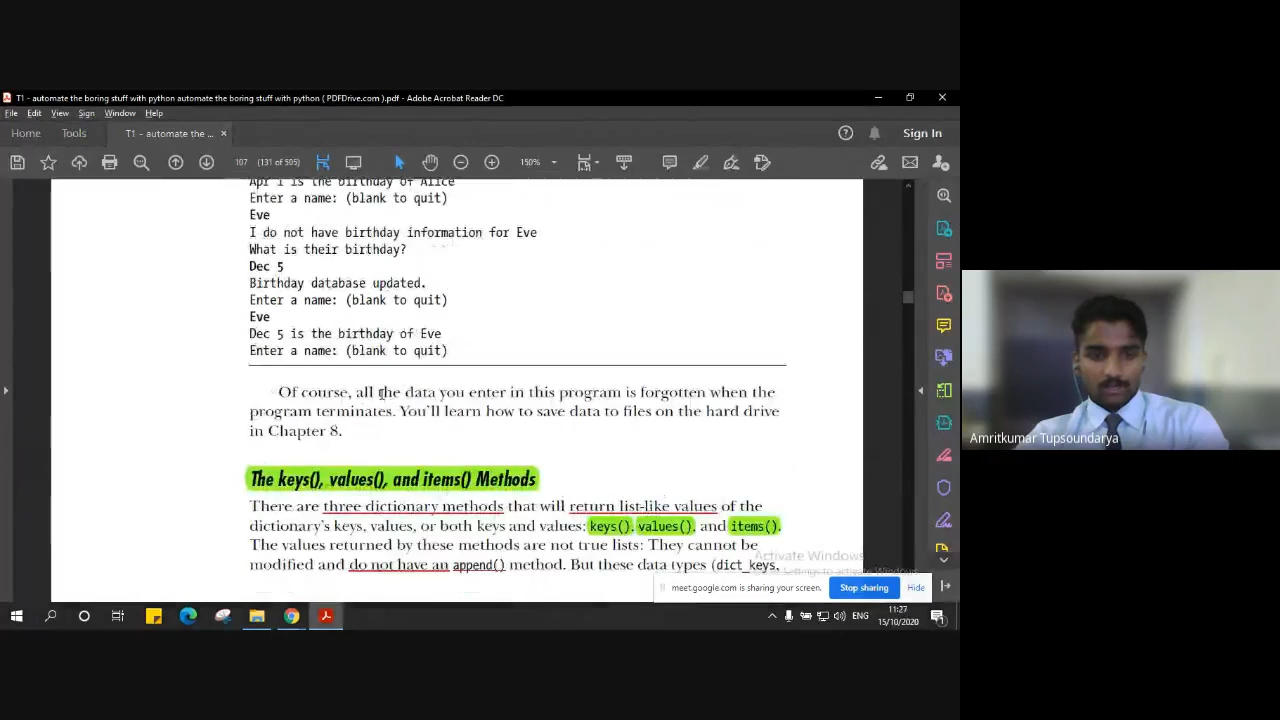 T1 - automate the boring stuff with python automate the boring stuff with python ( PDFDrive.com ).pdf - Adobe Acrobat Reader DC
File Edit View Sign Window Help
Home Tools T1 - automate the ... × Sign In
107 (131 of 505) 150%
Apr 1 is the birthday of Alice
Enter a name: (blank to quit)
Eve
I do not have birthday information for Eve
What is their birthday?
Dec 5
Birthday database updated.
Enter a name: (blank to quit)
Eve
Dec 5 is the birthday of Eve
Enter a name: (blank to quit)
Of course, all the data you enter in this program is forgotten when the
program terminates. You'll learn how to save data to files on the hard drive
in Chapter 8.
The keys(), values(), and items() Methods
There are three dictionary methods that will return list-like values of the
dictionary's keys, values, or both keys and values: keys(), values(), and items().
The values returned by these methods are not true lists: They cannot be
modified and do not have an append() method. But these data types (dict_keys,
Activate Windows
Go to Settings to activate Windows.
meet.google.com is sharing your screen. Stop sharing Hide
ENG 11:27
15/10/2020
Amritkumar Tupsoundarya